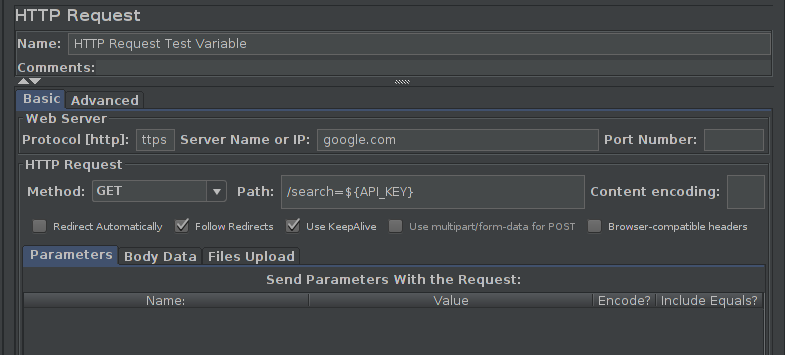 HTTP Request
Name: HTTP Request Test Variable
Comments:
Basic Advanced
Web Server
Protocol [http]: ttps Server Name or IP: google.com Port Number:
HTTP Request
Method: GET Path: /search=${API_KEY} Content encoding:
Redirect Automatically Follow Redirects Use KeepAlive Use multipart/form-data for POST Browser-compatible headers
Parameters Body Data Files Upload
Send Parameters With the Request:
Name: Value Encode? Include Equals?